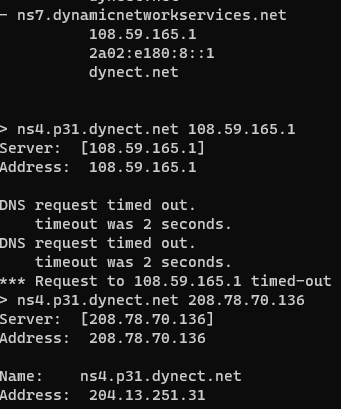 - ns7.dynamicnetworkservices.net
108.59.165.1
2a02:e180:8::1
dynect.net
> ns4.p31.dynect.net 108.59.165.1
Server:  [108.59.165.1]
Address:  108.59.165.1
DNS request timed out.
timeout was 2 seconds.
DNS request timed out.
timeout was 2 seconds.
*** Request to 108.59.165.1 timed-out
> ns4.p31.dynect.net 208.78.70.136
Server:  [208.78.70.136]
Address:  208.78.70.136
Name:    ns4.p31.dynect.net
Address:  204.13.251.31